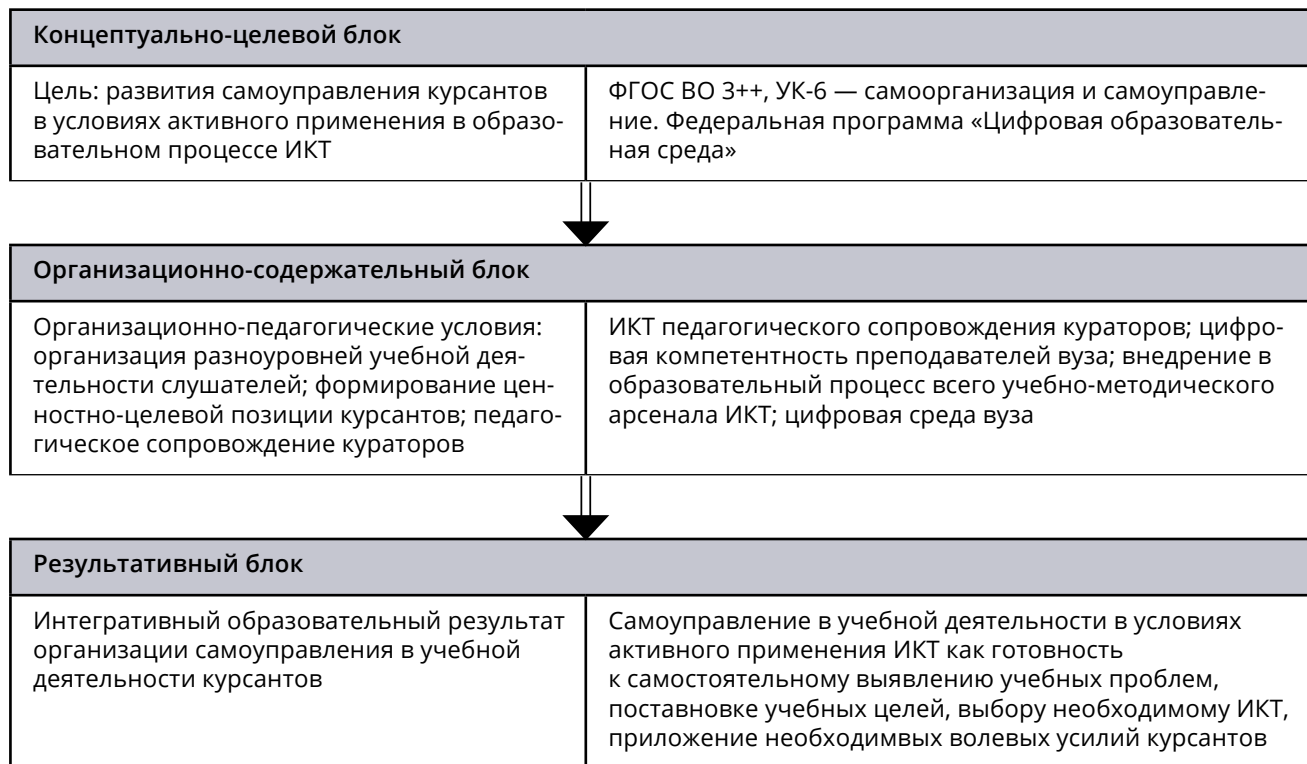 Концептуально-целевой блок
Цель: развития самоуправления курсантов
в условиях активного применения в образо-
вательном процессе ИКТ
ФГОС ВО 3++, УК-6 — самоорганизация и самоуправле-
ние. Федеральная программа «Цифровая образователь-
ная среда»
Организационно-содержательный блок
Организационно-педагогические условия:
организация разноуровней учебной дея-
тельности слушателей; формирование цен-
ностно-целевой позиции курсантов; педаго-
гическое сопровождение кураторов
ИКТ педагогического сопровождения кураторов; цифро-
вая компетентность преподавателей вуза; внедрение в
образовательный процесс всего учебно-методического
арсенала ИКТ; цифровая среда вуза
Результативный блок
Интегративный образовательный результат
организации самоуправления в учебной
деятельности курсантов
Самоуправление в учебной деятельности в условиях
активного применения ИКТ как готовность
к самостоятельному выявлению учебных проблем,
поставновке учебных целей, выбору необходимому ИКТ,
приложение необходимвых волевых усилий курсантов